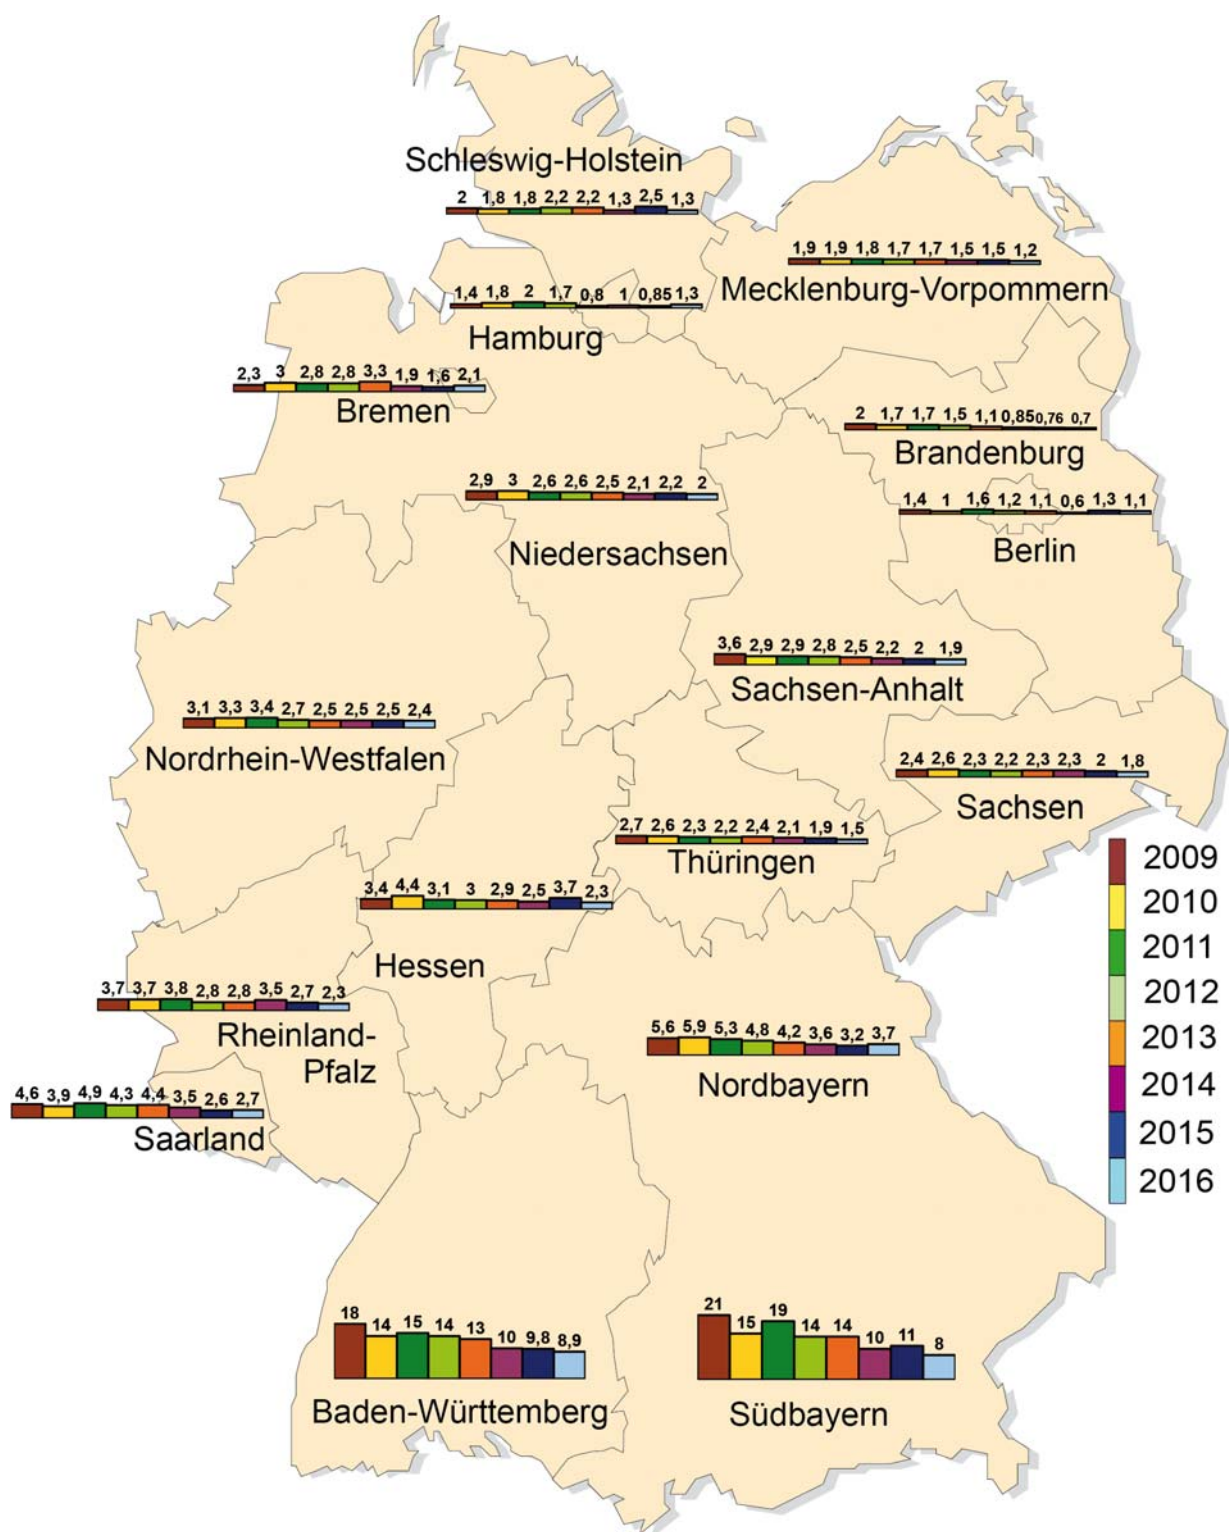 Schleswig-Holstein
2 1,8 1,8 2,2 2,2 1,3 2,5 1,3
1,9 1,9 1,8 1,7 1,7 1,5 1,5 1,2
Mecklenburg-Vorpommern
1,4 1,8 2 1,7 0,8 1 0,85 1,3
Hamburg
2,3 3 2,8 2,8 3,3 1,9 1,6 2,1
Bremen
2 1,7 1,7 1,5 1,1 0,85 0,76 0,7
Brandenburg
2,9 3 2,6 2,6 2,5 2,1 2,2 2
Niedersachsen
1,4 1 1,6 1,2 1,1 0,6 1,3 1,1
Berlin
3,6 2,9 2,9 2,8 2,5 2,2 2 1,9
Sachsen-Anhalt
3,1 3,3 3,4 2,7 2,5 2,5 2,5 2,4
Nordrhein-Westfalen
2,4 2,6 2,3 2,2 2,3 2,3 2 1,8
Sachsen
2,7 2,6 2,3 2,2 2,4 2,1 1,9 1,5
Thüringen
3,4 4,4 3,1 3 2,9 2,5 3,7 2,3
Hessen
3,7 3,7 3,8 2,8 2,8 3,5 2,7 2,3
Rheinland-
Pfalz
5,6 5,9 5,3 4,8 4,2 3,6 3,2 3,7
Nordbayern
4,6 3,9 4,9 4,3 4,4 3,5 2,6 2,7
Saarland
2009
2010
2011
2012
2013
2014
2015
2016
18 14 15 14 13 10 9,8 8,9
Baden-Württemberg
21 15 19 14 14 10 11 8
Südbayern